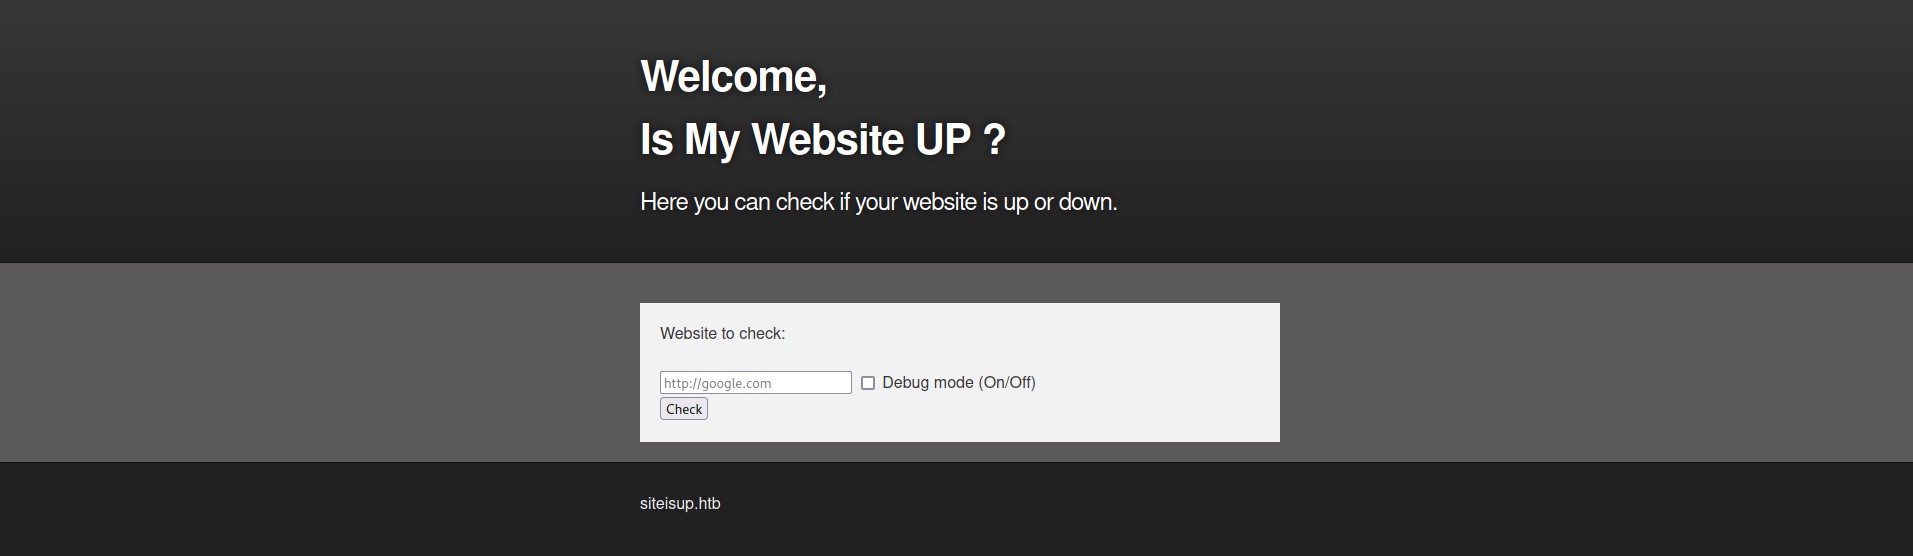 Welcome,
Is My Website UP ?
Here you can check if your website is up or down.
Website to check:
http://google.com Debug mode (On/Off)
Check
siteisup.htb